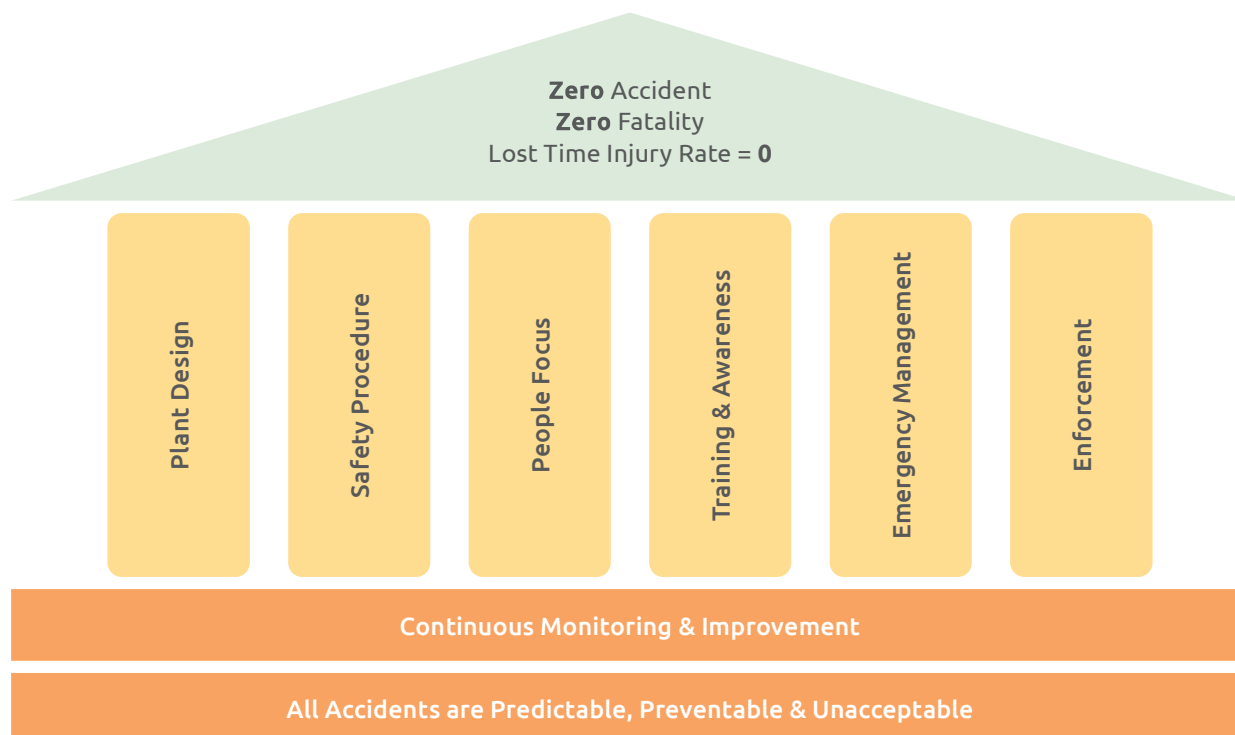 Zero Accident
Zero Fatality
Lost Time Injury Rate = 0
Plant Design
Safety Procedure
People Focus
Training & Awareness
Emergency Management
Enforcement
Continuous Monitoring & Improvement
All Accidents are Predictable, Preventable & Unacceptable